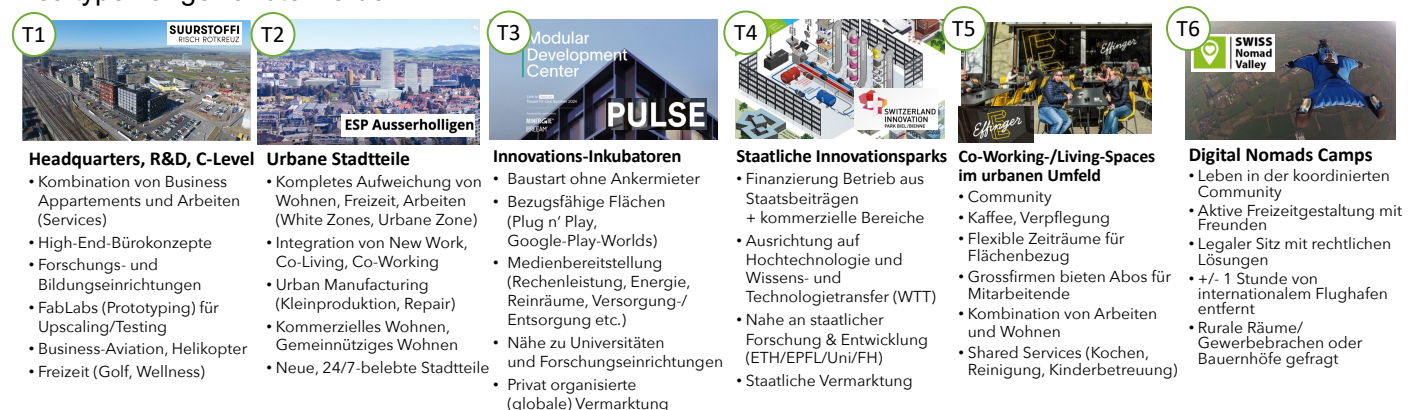 T1
SUURSTOFFI
RISCH ROTKREUZ
Headquarters, R&D, C-Level
• Kombination von Business
Appartements und Arbeiten
(Services)
• High-End-Bürokonzepte
• Forschungs- und
Bildungseinrichtungen
• FabLabs (Prototyping) für
Upscaling/Testing
• Business-Aviation, Helikopter
• Freizeit (Golf, Wellness)
T2
ESP Ausserholligen
Urbane Stadtteile
• Kompletes Aufweichung von
Wohnen, Freizeit, Arbeiten
(White Zones, Urbane Zone)
• Integration von New Work,
Co-Living, Co-Working
• Urban Manufacturing
(Kleinproduktion, Repair)
• Kommerzielles Wohnen,
Gemeinnütziges Wohnen
• Neue, 24/7-belebte Stadtteile
T3
Modular
Development
Center
PULSE
Innovations-Inkubatoren
• Baustart ohne Ankermieter
• Bezugsfähige Flächen
(Plug n’ Play,
Google-Play-Worlds)
• Medienbereitstellung
(Rechenleistung, Energie,
Reinräume, Versorgung-/
Entsorgung etc.)
• Nähe zu Universitäten
und Forschungseinrichtungen
• Privat organisierte
(globale) Vermarktung
T4
SWITZERLAND
INNOVATION
PARK BIEL/BIENNE
Staatliche Innovationsparks
• Finanzierung Betrieb aus
Staatsbeiträgen
+ kommerzielle Bereiche
• Ausrichtung auf
Hochtechnologie und
Wissens- und
Technologietransfer (WTT)
• Nahe an staatlicher
Forschung & Entwicklung
(ETH/EPFL/Uni/FH)
• Staatliche Vermarktung
T5
Effinger
Effinger
Co-Working-/Living-Spaces
im urbanen Umfeld
• Community
• Kaffee, Verpflegung
• Flexible Zeiträume für
Flächenbezug
• Grossfirmen bieten Abos für
Mitarbeitende
• Kombination von Arbeiten
und Wohnen
• Shared Services (Kochen,
Reinigung, Kinderbetreuung)
T6
SWISS
Nomad
Valley
Digital Nomads Camps
• Leben in der koordinierten
Community
• Aktive Freizeitgestaltung mit
Freunden
• Legaler Sitz mit rechtlichen
Lösungen
• +/- 1 Stunde von
internationalem Flughafen
entfernt
• Rurale Räume/
Gewerbebrachen oder
Bauernhöfe gefragt